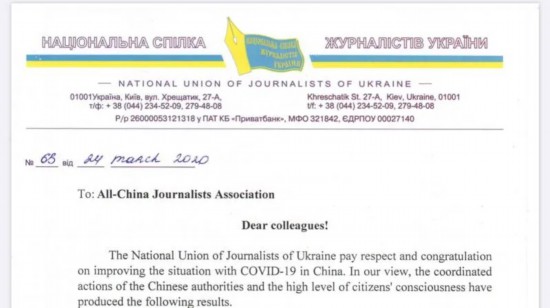 НАЦІОНАЛЬНА СПІЛКА ЖУРНАЛІСТІВ УКРАЇНИ
НАЦІОНАЛЬНА СПІЛКА
ЖУРНАЛІСТІВ
УКРАЇНИ
— NATIONAL UNION OF JOURNALISTS OF UKRAINE —
01001Україна, Київ, вул. Хрещатик, 27-А, Khreschatik St. 27-A, Kiev, Ukraine, 01001
т/ф: + 38 (044) 234-52-09, 279-48-08 t/f: + 38 (044) 234-52-09, 279-48-08
Р/р 26000053121318 у ПАТ КБ «Приватбанк», МФО 321842, ЄДРПОУ 00027140
№ 68 від 24 march 2020
To: All-China Journalists Association
Dear colleagues!
The National Union of Journalists of Ukraine pay respect and congratulation
on improving the situation with COVID-19 in China. In our view, the coordinated
actions of the Chinese authorities and the high level of citizens' consciousness have
produced the following results.